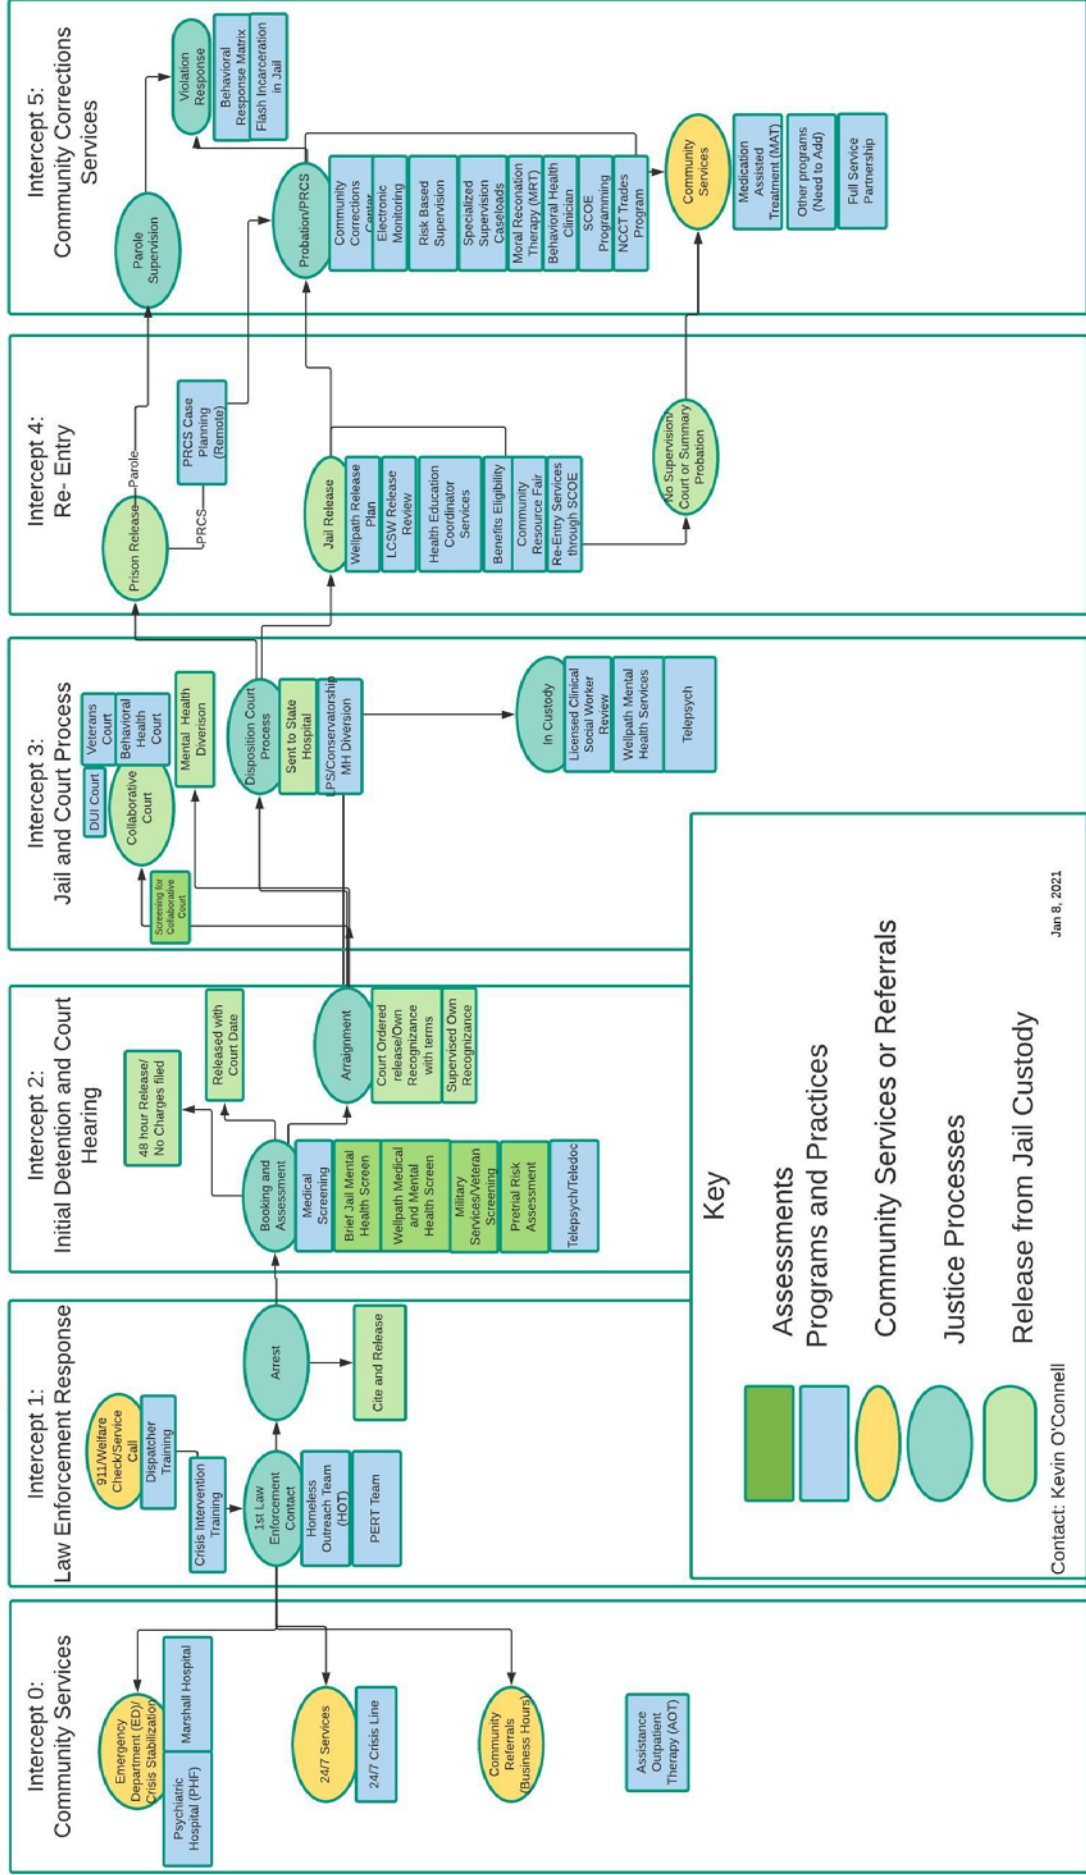 Intercept 0:
Community Services
Emergency
Department (ED)/
Crisis Stabilization
Psychiatric
Hospital (PHF)
Marshall Hospital
24/7 Services
24/7 Crisis Line
Community
Referrals
(Business Hours)
Assistance
Outpatient
Therapy (AOT)
Intercept 1:
Law Enforcement Response
911/Welfare
Check/Service
Call
Dispatcher
Training
Crisis Intervention
Training
1st Law
Enforcement
Contact
Homeless
Outreach Team
(HOT)
PERT Team
Arrest
Cite and Release
Intercept 2:
Initial Detention and Court
Hearing
48 hour Release/
No Charges filed
Released with
Court Date
Booking and
Assessment
Medical
Screening
Brief Jail Mental
Health Screen
Wellpath Medical
and Mental
Health Screen
Military
Services/Veteran
Screening
Pretrial Risk
Assessment
Telepsych/Teledoc
Arraignment
Court Ordered
release/Own
Recognizance
with terms
Supervised Own
Recognizance
Intercept 3:
Jail and Court Process
DUI Court
Veterans
Court
Behavioral
Health
Court
Collaborative
Court
Screening for
Collaborative
Court
Mental Health
Diverison
Disposition Court
Process
Sent to State
Hospital
LPS/Conservatorship
MH Diversion
In Custody
Licensed Clinical
Social Worker
Review
Wellpath Mental
Health Services
Telepsych
Intercept 4:
Re- Entry
Prison Release
Parole
PRCS
PRCS Case
Planning
(Remote)
Jail Release
Wellpath Release
Plan
LCSW Release
Review
Health Education
Coordinator
Services
Benefits Eligibility
Community
Resource Fair
Re-Entry Services
through SCOE
No Supervision/
Court or Summary
Probation
Intercept 5:
Community Corrections
Services
Parole
Supervision
Violation
Response
Behavioral
Response Matrix
Flash Incarceration
in Jail
Probation/PRCS
Community
Corrections
Center
Electronic
Monitoring
Risk Based
Supervision
Specialized
Supervision
Caseloads
Moral Reconation
Therapy (MRT)
Behavioral Health
Clinician
SCOE
Programming
NCCT Trades
Program
Community
Services
Medication
Assisted
Treatment (MAT)
Other programs
(Need to Add)
Full Service
Partnership
Key
Assessments
Programs and Practices
Community Services or Referrals
Justice Processes
Release from Jail Custody
Contact: Kevin O'Connell
Jan 8, 2021